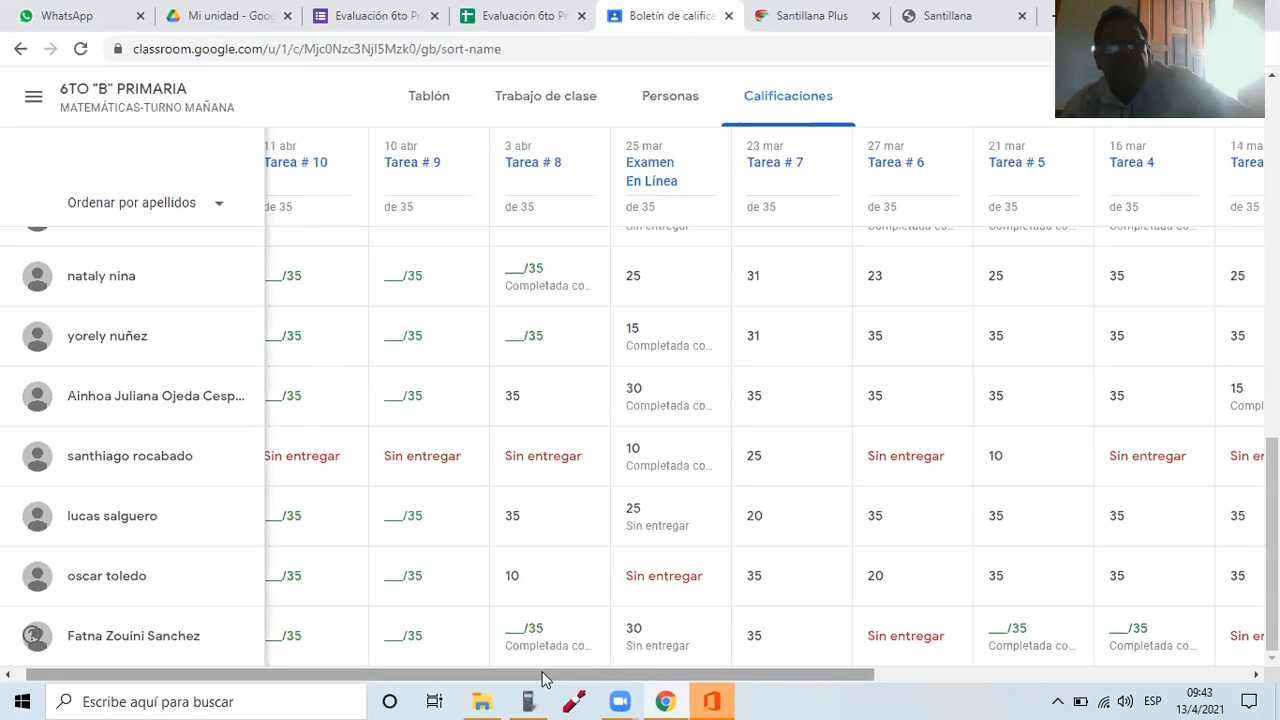 M.unidad - Google
Evaluación 6to P
Evaluación 5to P
Boletín de califica
Santillana Plus
Santillana
classroom.google.com/u/1/c/Mjc0Nzc3NjI5Mzk0/gb/sort-name
6TO "B" PRIMARIA
MATEMÁTICAS-TURNO MAÑANA
Tablón Trabajo de clase Personas Calificaciones
11 abr 10 abr 3 abr 25 mar 23 mar 27 mar 21 mar 16 mar 14 mar
Tarea # 10 Tarea # 9 Tarea # 8 Examen Tarea # 7 Tarea # 6 Tarea # 5 Tarea 4 Tarea
En Línea
Ordenar por apellidos
de 35 de 35 de 35 de 35 de 35 de 35 de 35 de 35 de 35
Sin entregar Completada co... Completada co... Completada co...
nataly nina __/35 __/35 __/35 25 31 23 25 35 25
Completada co...
yorely nuñez __/35 __/35 __/35 15 31 35 35 35 35
Completada co...
Ainhoa Juliana Ojeda Cesp... __/35 __/35 35 30 35 35 35 35 15
Completada co... Compl
santhiago rocabado Sin entregar Sin entregar Sin entregar 10 25 Sin entregar 10 Sin entregar Sin er
Completada co...
lucas salguero __/35 __/35 35 25 20 35 35 35 35
Sin entregar
oscar toledo __/35 __/35 10 Sin entregar 35 20 35 35 35
Fatna Zouini Sanchez __/35 __/35 __/35 30 35 Sin entregar __/35 __/35 Sin er
Completada co... Sin entregar Completada co... Completada co...
Escribe aquí para buscar
ESP
09:43
13/4/2021